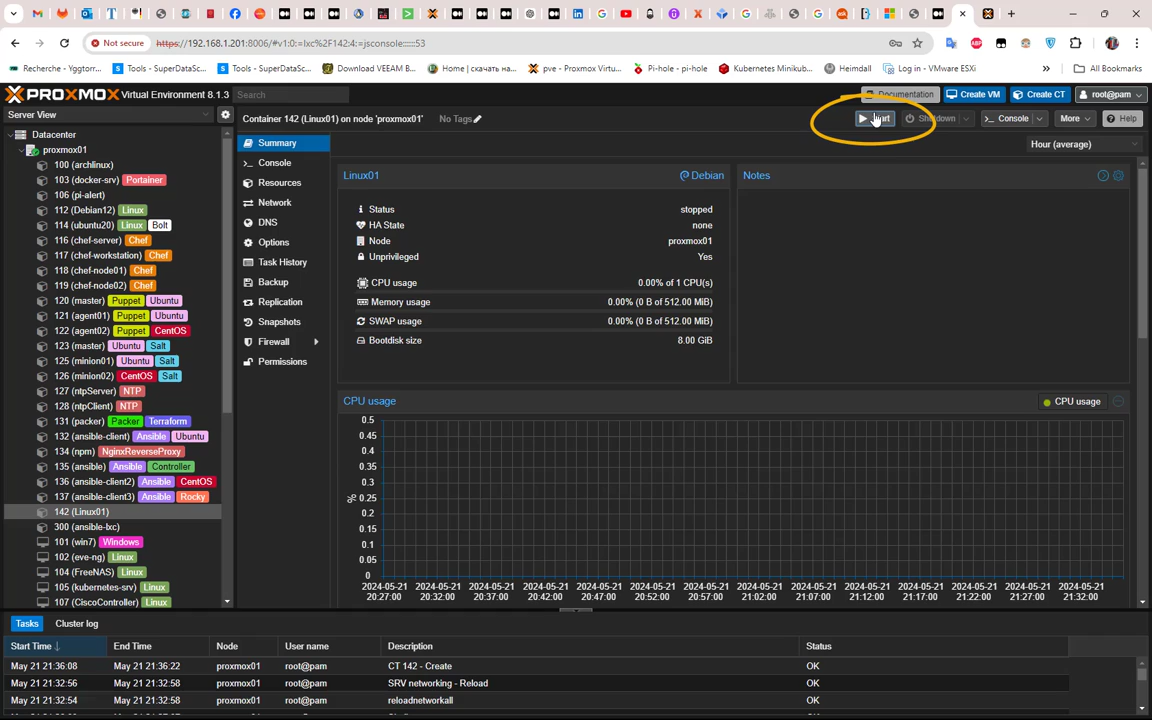 Not secure
https://192.168.1.201:8006/#v1:0:=lxc%2F142:4:=jsconsole::::::53
Recherche - Yggtorr...
Tools - SuperDataSc...
Tools - SuperDataSc...
Download VEEAM B...
Home | скачать на...
pve - Proxmox Virtu...
Pi-hole - pi-hole
Kubernetes Minikub...
Heimdall
Log in - VMware ESXi
All Bookmarks
PROXMOX Virtual Environment 8.1.3
Search
Documentation
Create VM
Create CT
root@pam
Server View
Container 142 (Linux01) on node 'proxmox01'
No Tags
Shutdown
Console
More
Help
Datacenter
proxmox01
100 (archlinux)
103 (docker-srv) Portainer
106 (pi-alert)
112 (Debian12) Linux
114 (ubuntu20) Linux Bolt
116 (chef-server) Chef
117 (chef-workstation) Chef
118 (chef-node01) Chef
119 (chef-node02) Chef
120 (master) Puppet Ubuntu
121 (agent01) Puppet Ubuntu
122 (agent02) Puppet CentOS
123 (master) Ubuntu Salt
125 (minion01) Ubuntu Salt
126 (minion02) CentOS Salt
127 (ntpServer) NTP
128 (ntpClient) NTP
131 (packer) Packer Terraform
132 (ansible-client) Ansible Ubuntu
134 (npm) NginxReverseProxy
135 (ansible) Ansible Controller
136 (ansible-client2) Ansible CentOS
137 (ansible-client3) Ansible Rocky
142 (Linux01)
300 (ansible-lxc)
101 (win7) Windows
102 (eve-ng) Linux
104 (FreeNAS) Linux
105 (kubernetes-srv) Linux
107 (CiscoController) Linux
Summary
Console
Resources
Network
DNS
Options
Task History
Backup
Replication
Snapshots
Firewall
Permissions
Hour (average)
Linux01
Debian
Status stopped
HA State none
Node proxmox01
Unprivileged Yes
CPU usage 0.00% of 1 CPU(s)
Memory usage 0.00% (0 B of 512.00 MiB)
SWAP usage 0.00% (0 B of 512.00 MiB)
Bootdisk size 8.00 GiB
Notes
CPU usage
CPU usage
0.5
0.45
0.4
0.35
0.3
0.25
0.2
0.15
0.1
0.05
0
%
2024-05-21 2024-05-21 2024-05-21 2024-05-21 2024-05-21 2024-05-21 2024-05-21 2024-05-21 2024-05-21 2024-05-21 2024-05-21 2024-05-21 2024-05-21 2024-05-21
20:27:00 20:32:00 20:37:00 20:42:00 20:47:00 20:52:00 20:57:00 21:02:00 21:07:00 21:12:00 21:17:00 21:22:00 21:27:00 21:32:00
Tasks
Cluster log
Start Time End Time Node User name Description Status
May 21 21:36:08 May 21 21:36:22 proxmox01 root@pam CT 142 - Create OK
May 21 21:32:56 May 21 21:32:58 proxmox01 root@pam SRV networking - Reload OK
May 21 21:32:54 May 21 21:32:58 proxmox01 root@pam reloadnetworkall OK